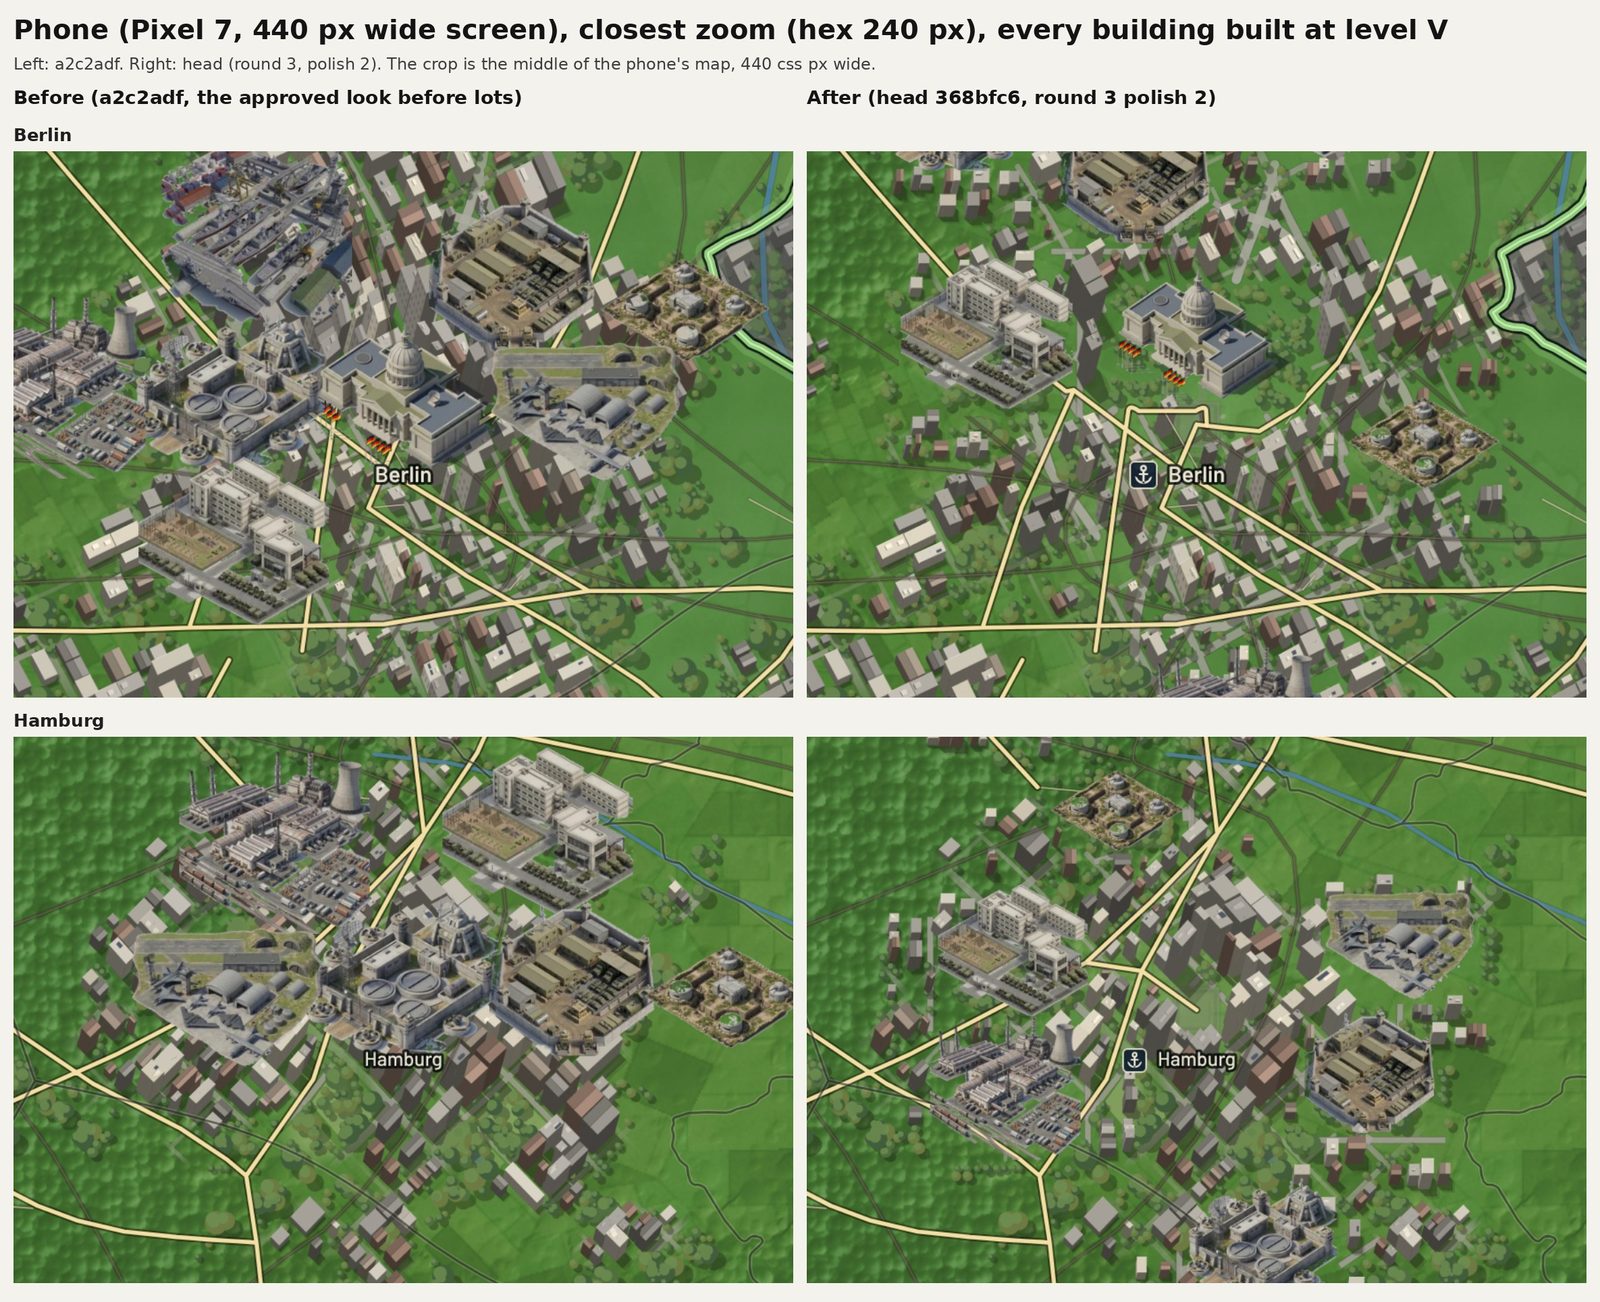 Phone (Pixel 7, 440 px wide screen), closest zoom (hex 240 px), every building built at level V
Left: a2c2adf. Right: head (round 3, polish 2). The crop is the middle of the phone's map, 440 css px wide.
Before (a2c2adf, the approved look before lots)
After (head 368bfc6, round 3 polish 2)
Berlin
Berlin
Berlin
Hamburg
Hamburg
Hamburg